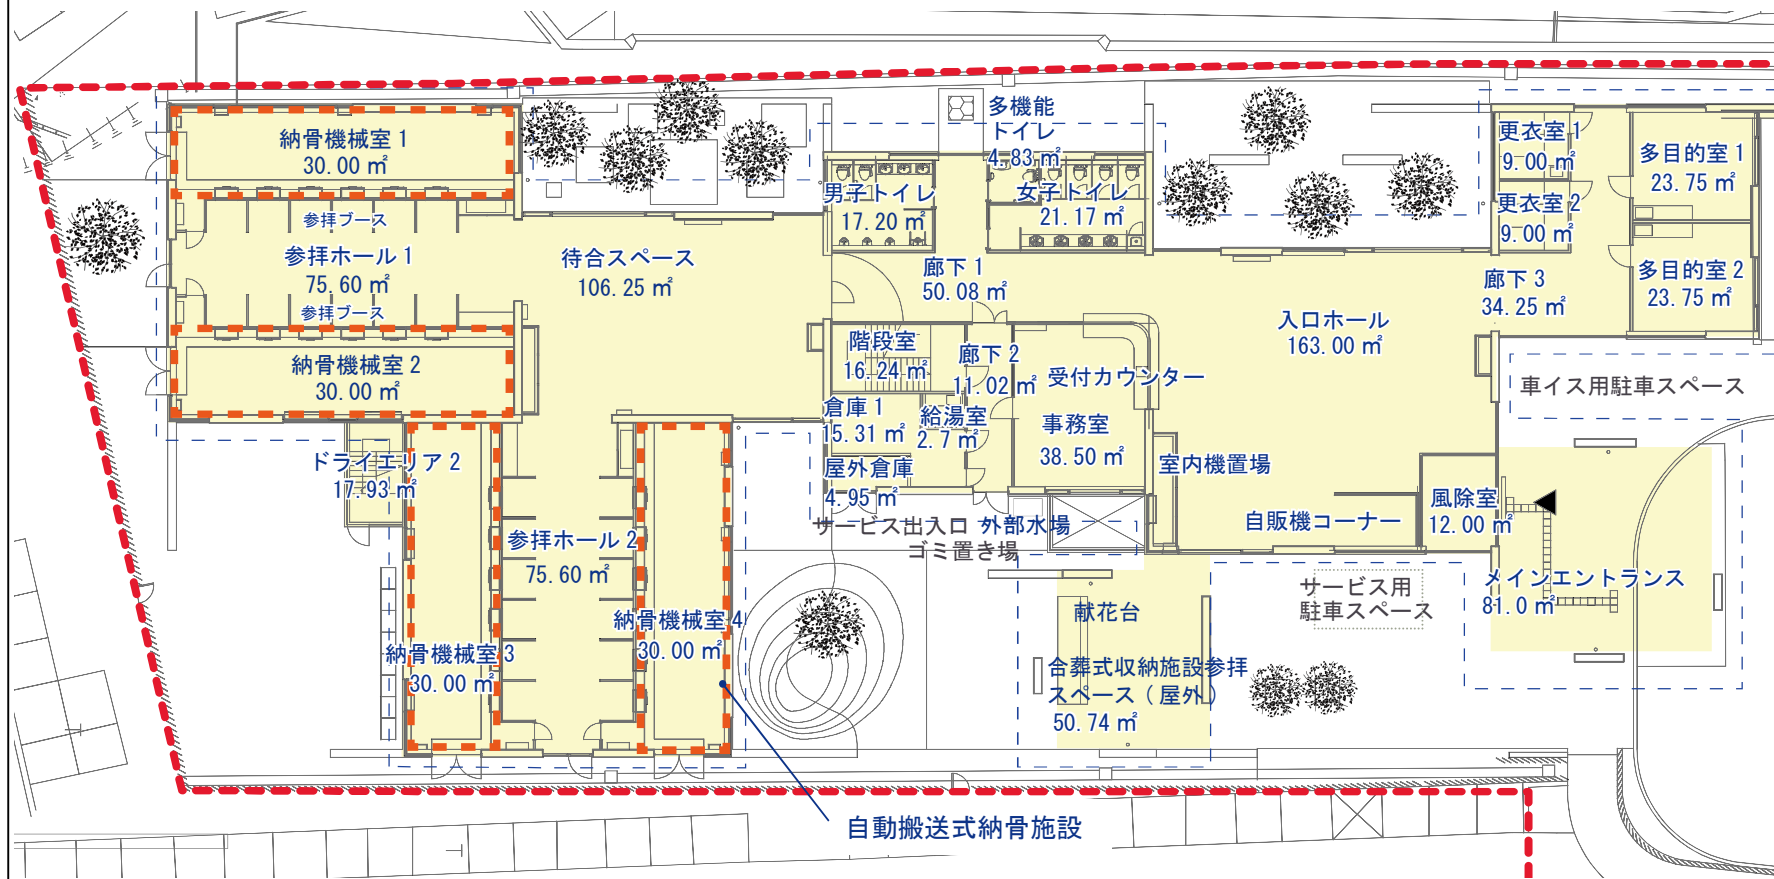 納骨機械室 1
30.00 ㎡
参拝ブース
参拝ホール 1
75.60 ㎡
参拝ブース
納骨機械室 2
30.00 ㎡
待合スペース
106.25 ㎡
男子トイレ
17.20 ㎡
多機能
トイレ
4.83 ㎡
女子トイレ
21.17 ㎡
廊下 1
50.08 ㎡
階段室
16.24 ㎡
廊下 2
11.02 ㎡
受付カウンター
事務室
38.50 ㎡
倉庫 1
15.31 ㎡
給湯室
2.7 ㎡
屋外倉庫
4.95 ㎡
サービス出入口
外部水場
ゴミ置き場
入口ホール
163.00 ㎡
更衣室 1
9.00 ㎡
更衣室 2
9.00 ㎡
多目的室 1
23.75 ㎡
多目的室 2
23.75 ㎡
廊下 3
34.25 ㎡
車イス用駐車スペース
室内機置場
自販機コーナー
風除室
12.00 ㎡
メインエントランス
81.0 ㎡
サービス用
駐車スペース
ドライエリア 2
17.93 ㎡
参拝ホール 2
75.60 ㎡
納骨機械室 3
30.00 ㎡
納骨機械室 4
30.00 ㎡
献花台
合葬式収納施設参拝
スペース（屋外）
50.74 ㎡
自動搬送式納骨施設